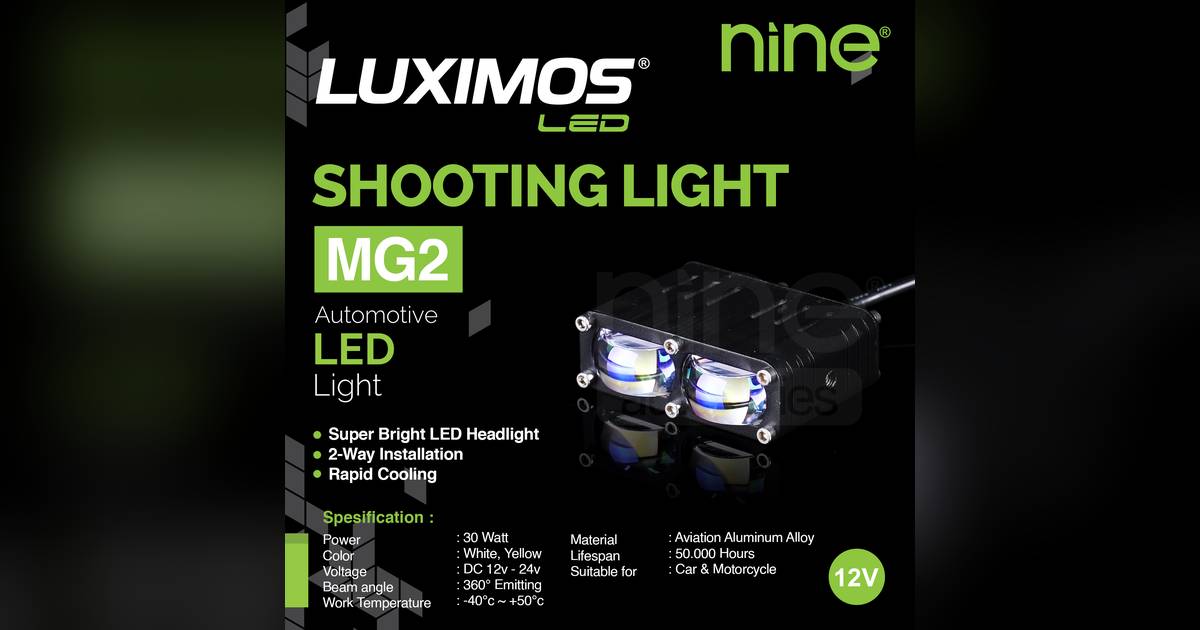 nine®
LUXIMOS®
LED
SHOOTING LIGHT
MG2
Automotive
LED
Light
nine®
• Super Bright LED Headlight
• 2-Way Installation
• Rapid Cooling
Spesification :
Power : 30 Watt
Color : White, Yellow
Voltage : DC 12v - 24v
Beam angle : 360° Emitting
Work Temperature : -40°c ~ +50°c
Material : Aviation Aluminum Alloy
Lifespan : 50.000 Hours
Suitable for : Car & Motorcycle
12V